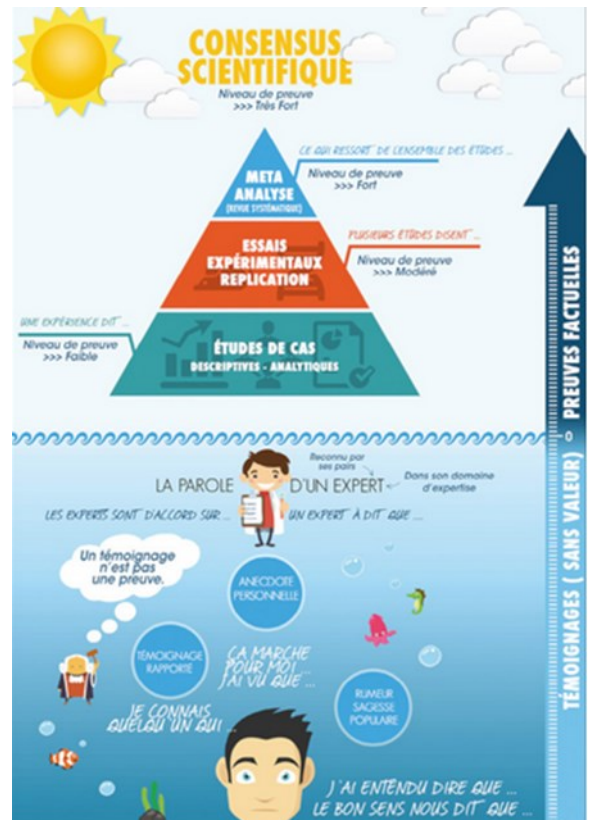 CONSENSUS
SCIENTIFIQUE
Niveau de preuve
>>> Très Fort
CE QUI RESSORT DE L'ENSEMBLE DES ÉTUDES ...
META
ANALYSE
(REVUE SYSTÉMATIQUE)
Niveau de preuve
>>> Fort
PLUSIEURS ÉTUDES DISENT ...
ESSAIS
EXPÉRIMENTAUX
REPLICATION
Niveau de preuve
>>> Modéré
UNE EXPÉRIENCE DIT ...
Niveau de preuve
>>> Faible
ÉTUDES DE CAS
DESCRIPTIVES - ANALYTIQUES
PREUVES FACTUELLES
0
TÉMOIGNAGES ( SANS VALEUR)
Reconnu par
ses pairs
LA PAROLE D'UN EXPERT
Dans son domaine
d'expertise
LES EXPERTS SONT D'ACCORD SUR ... UN EXPERT À DIT QUE ...
Un témoignage
n'est pas
une preuve.
ANECDOTE
PERSONNELLE
TÉMOIGNAGE
RAPPORTÉ
ÇA MARCHE
POUR MOI ...
J'AI VU QUE ...
RUMEUR
SAGESSE
POPULAIRE
JE CONNAIS
QUELQU'UN QUI ...
J'AI ENTENDU DIRE QUE ...
LE BON SENS NOUS DIT QUE ...